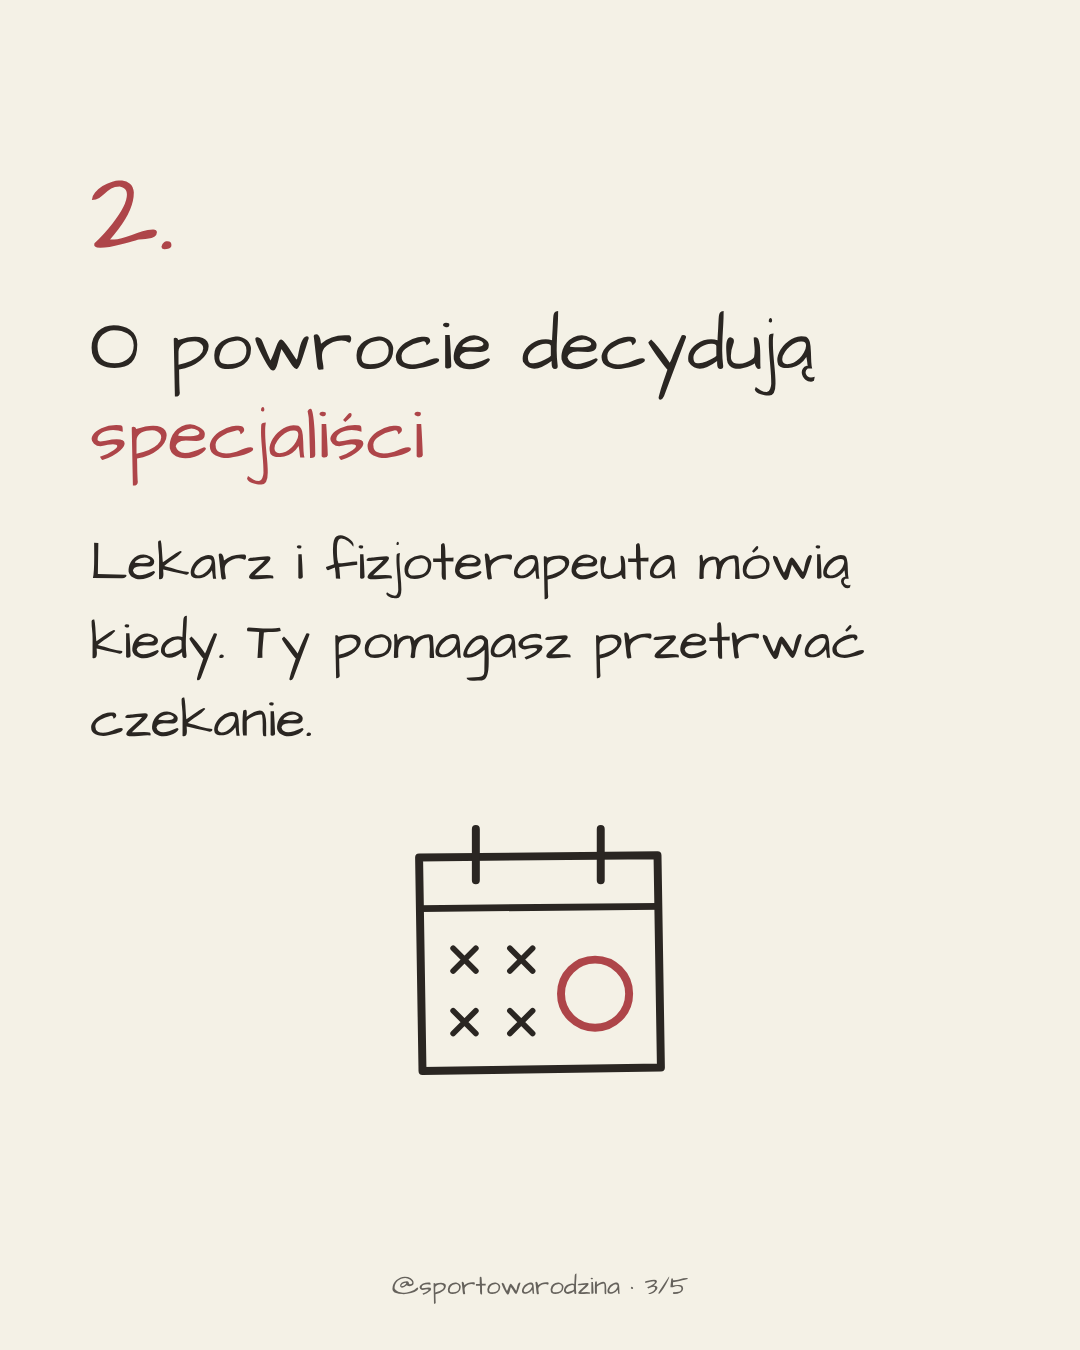 2.
O powrocie decydują
specjaliści
Lekarz i fizjoterapeuta mówią
kiedy. Ty pomagasz przetrwać
czekanie.
@sportowarodzina · 3/5